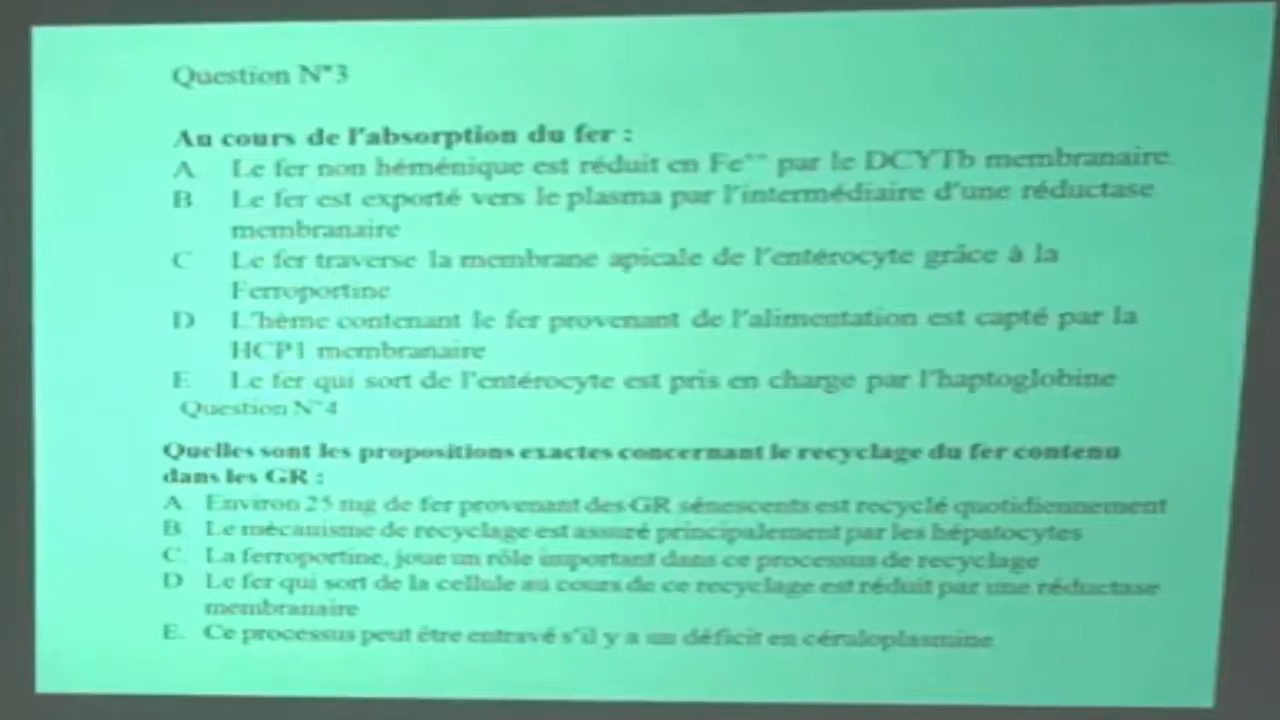 Question N°3
Au cours de l'absorption du fer :
A Le fer non héménique est réduit en Fe⁺⁺ par le DCYTb membranaire
B Le fer est exporté vers le plasma par l'intermédiaire d'une réductase
membranaire
C Le fer traverse la membrane apicale de l'entérocyte grâce à la
Ferroportine
D L'hème contenant le fer provenant de l'alimentation est capté par la
HCP1 membranaire
E Le fer qui sort de l'entérocyte est pris en charge par l'haptoglobine
Question N°4
Quelles sont les propositions exactes concernant le recyclage du fer contenu
dans les GR :
A Environ 25 mg de fer provenant des GR sénescents est recyclé quotidiennement
B. Le mécanisme de recyclage est assuré principalement par les hépatocytes
C. La ferroportine, joue un rôle important dans ce processus de recyclage
D Le fer qui sort de la cellule au cours de ce recyclage est réduit par une réductase
membranaire
E. Ce processus peut être entravé s'il y a un déficit en céruloplasmine